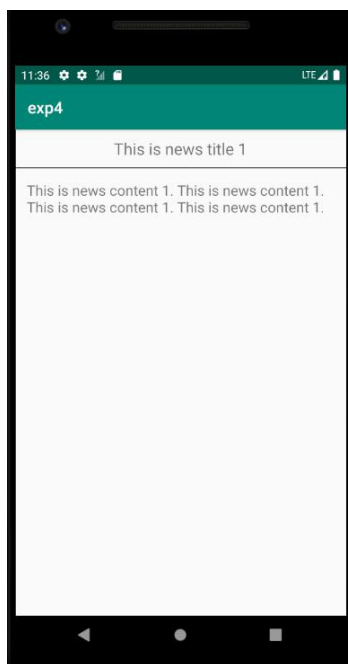 11:36 LTE
exp4
This is news title 1
This is news content 1. This is news content 1.
This is news content 1. This is news content 1.